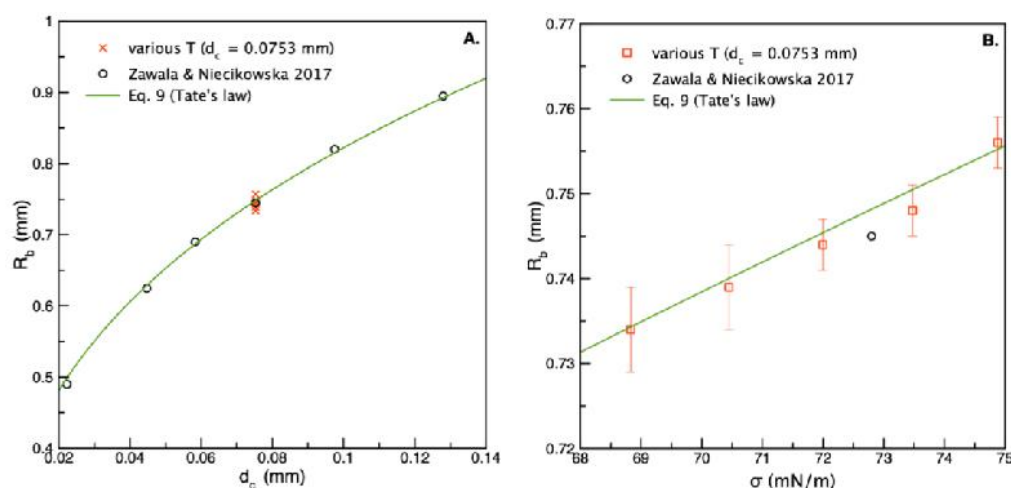 A.
various T (d_c = 0.0753 mm)
Zawala & Niecikowska 2017
Eq. 9 (Tate's law)
1
0.9
0.8
0.7
0.6
0.5
0.4
R_b (mm)
0.02 0.04 0.06 0.08 0.1 0.12 0.14
d_c (mm)
B.
various T (d_c = 0.0753 mm)
Zawala & Niecikowska 2017
Eq. 9 (Tate's law)
0.77
0.76
0.75
0.74
0.73
0.72
R_b (mm)
68 69 70 71 72 73 74 75
σ (mN/m)